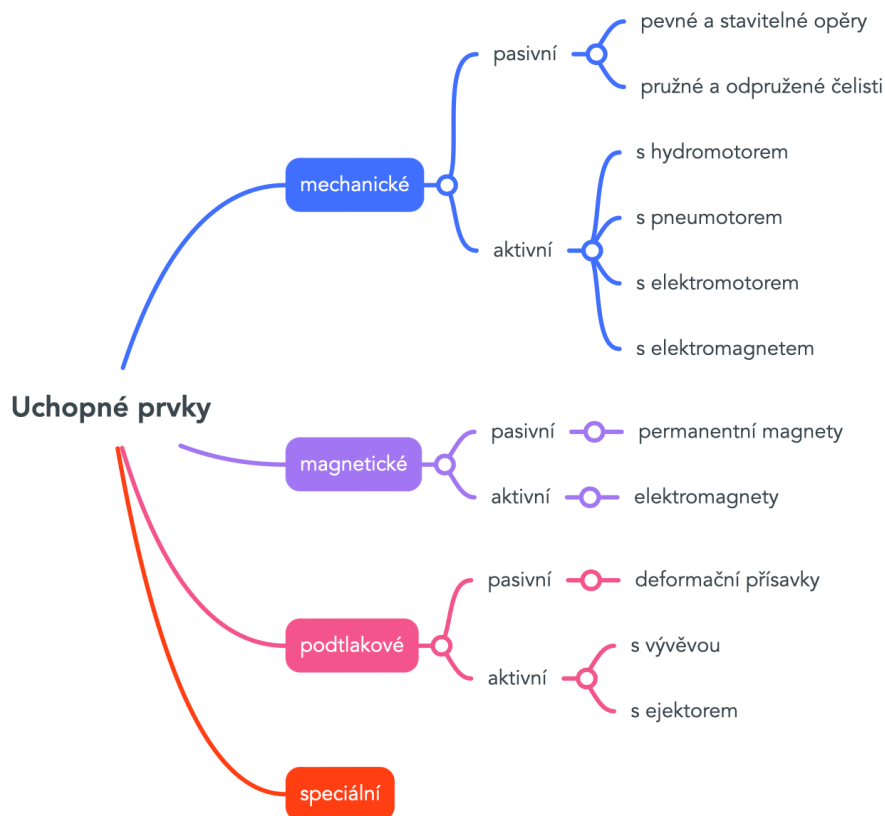 Uchopné prvky
mechanické
pasivní
pevné a stavitelné opěry
pružné a odpružené čelisti
aktivní
s hydromotorem
s pneumotorem
s elektromotorem
s elektromagnetem
magnetické
pasivní
permanentní magnety
aktivní
elektromagnety
podtlakové
pasivní
deformační přísavky
aktivní
s vývěvou
s ejektorem
speciální